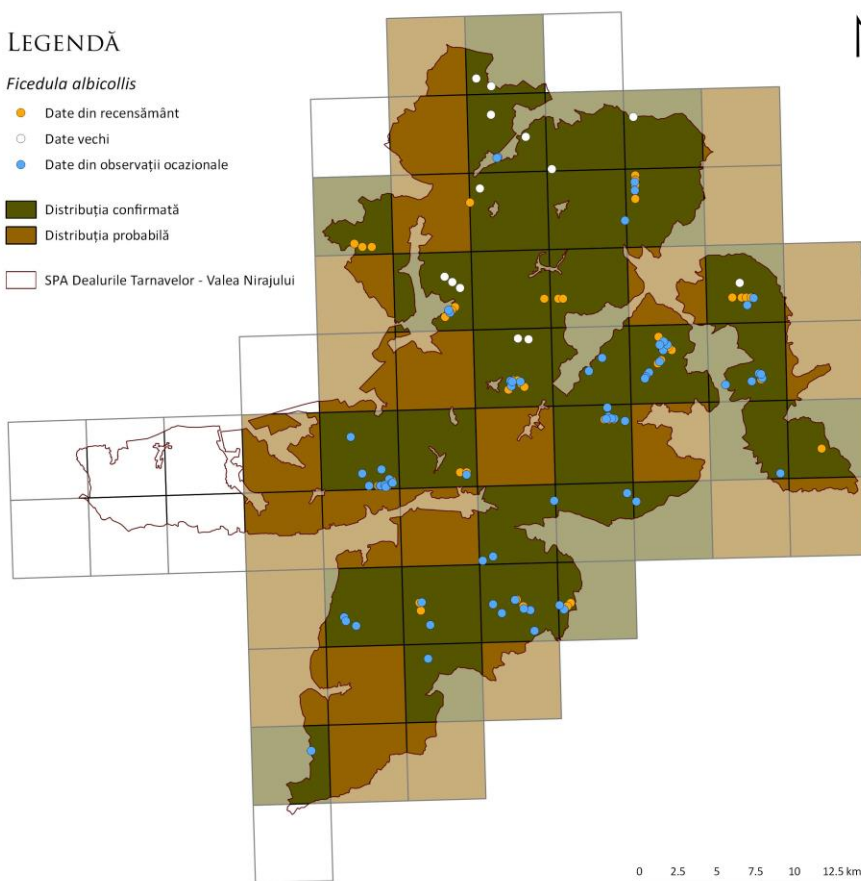 LEGENDĂ
Ficedula albicollis
Date din recensământ
Date vechi
Date din observații ocazionale
Distribuția confirmată
Distribuția probabilă
SPA Dealurile Tarnavelor - Valea Nirajului
0 2.5 5 7.5 10 12.5 km